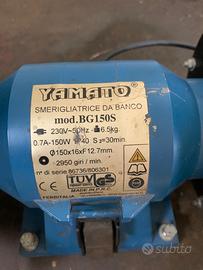 YAMATO
SMERIGLIATRICE DA BANCO
mod.BG150S
230V~50Hz 6.5kg.
0.7A-150W IP40 S2=30min
Ø150x16xF12.7mm.
2950 giri / min.
n° di serie 86736/806301
TÜV
MADE IN P.R.C.
FERRITALIA
subito